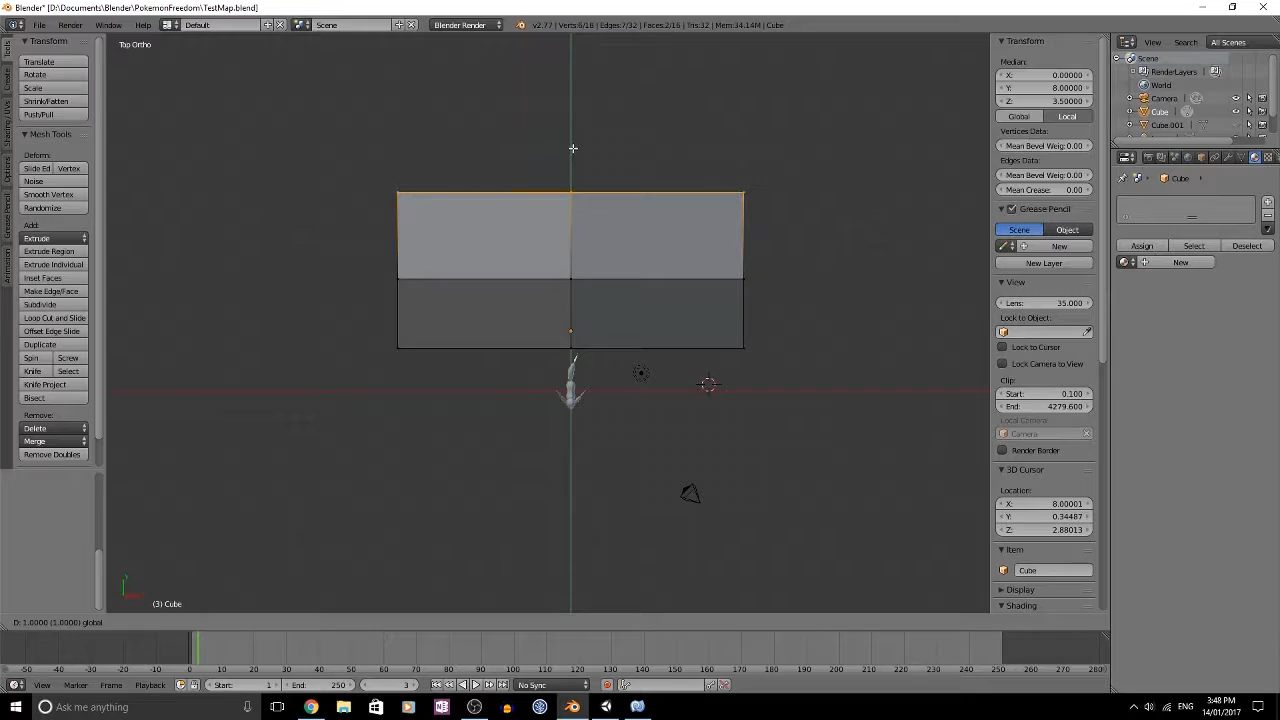 Blender* [D:\Documents\Blender\PokemonFreedom\TestMap.blend]
File Render Window Help Default Scene Blender Render v2.77 | Verts:6/18 | Edges:7/32 | Faces:2/16 | Tris:32 | Mem:34.14M | Cube
Tools
Create
Shading / UVs
Options
Grease Pencil
Animation
Transform
Translate
Rotate
Scale
Shrink/Fatten
Push/Pull
Mesh Tools
Deform:
Slide Ed Vertex
Noise
Smooth Vertex
Randomize
Add:
Extrude
Extrude Region
Extrude Individual
Inset Faces
Make Edge/Face
Subdivide
Loop Cut and Slide
Offset Edge Slide
Duplicate
Spin Screw
Knife Select
Knife Project
Bisect
Remove:
Delete
Merge
Remove Doubles
Top Ortho
(3) Cube
Transform
Median:
X: 0.00000
Y: 8.00000
Z: 3.50000
Global Local
Vertices Data:
Mean Bevel Weig: 0.00
Edges Data:
Mean Bevel Weig: 0.00
Mean Crease: 0.00
Grease Pencil
Scene Object
New
New Layer
View
Lens: 35.000
Lock to Object:
Lock to Cursor
Lock Camera to View
Clip:
Start: 0.100
End: 4279.600
Local Camera:
Camera
Render Border
3D Cursor
Location:
X: 8.00001
Y: 0.34487
Z: 2.88013
Item
Cube
Display
Shading
View Search All Scenes
Scene
RenderLayers
World
Camera
Cube
Cube.001
Cube
Assign Select Deselect
New
D: 1.0000 (1.0000) global
-50 -40 -30 -20 -10 0 10 20 30 40 50 60 70 80 90 100 110 120 130 140 150 160 170 180 190 200 210 220 230 240 250 260 270 280
View Marker Frame Playback Start: 1 End: 250 3 No Sync
Ask me anything
ENG
3:48 PM
14/01/2017